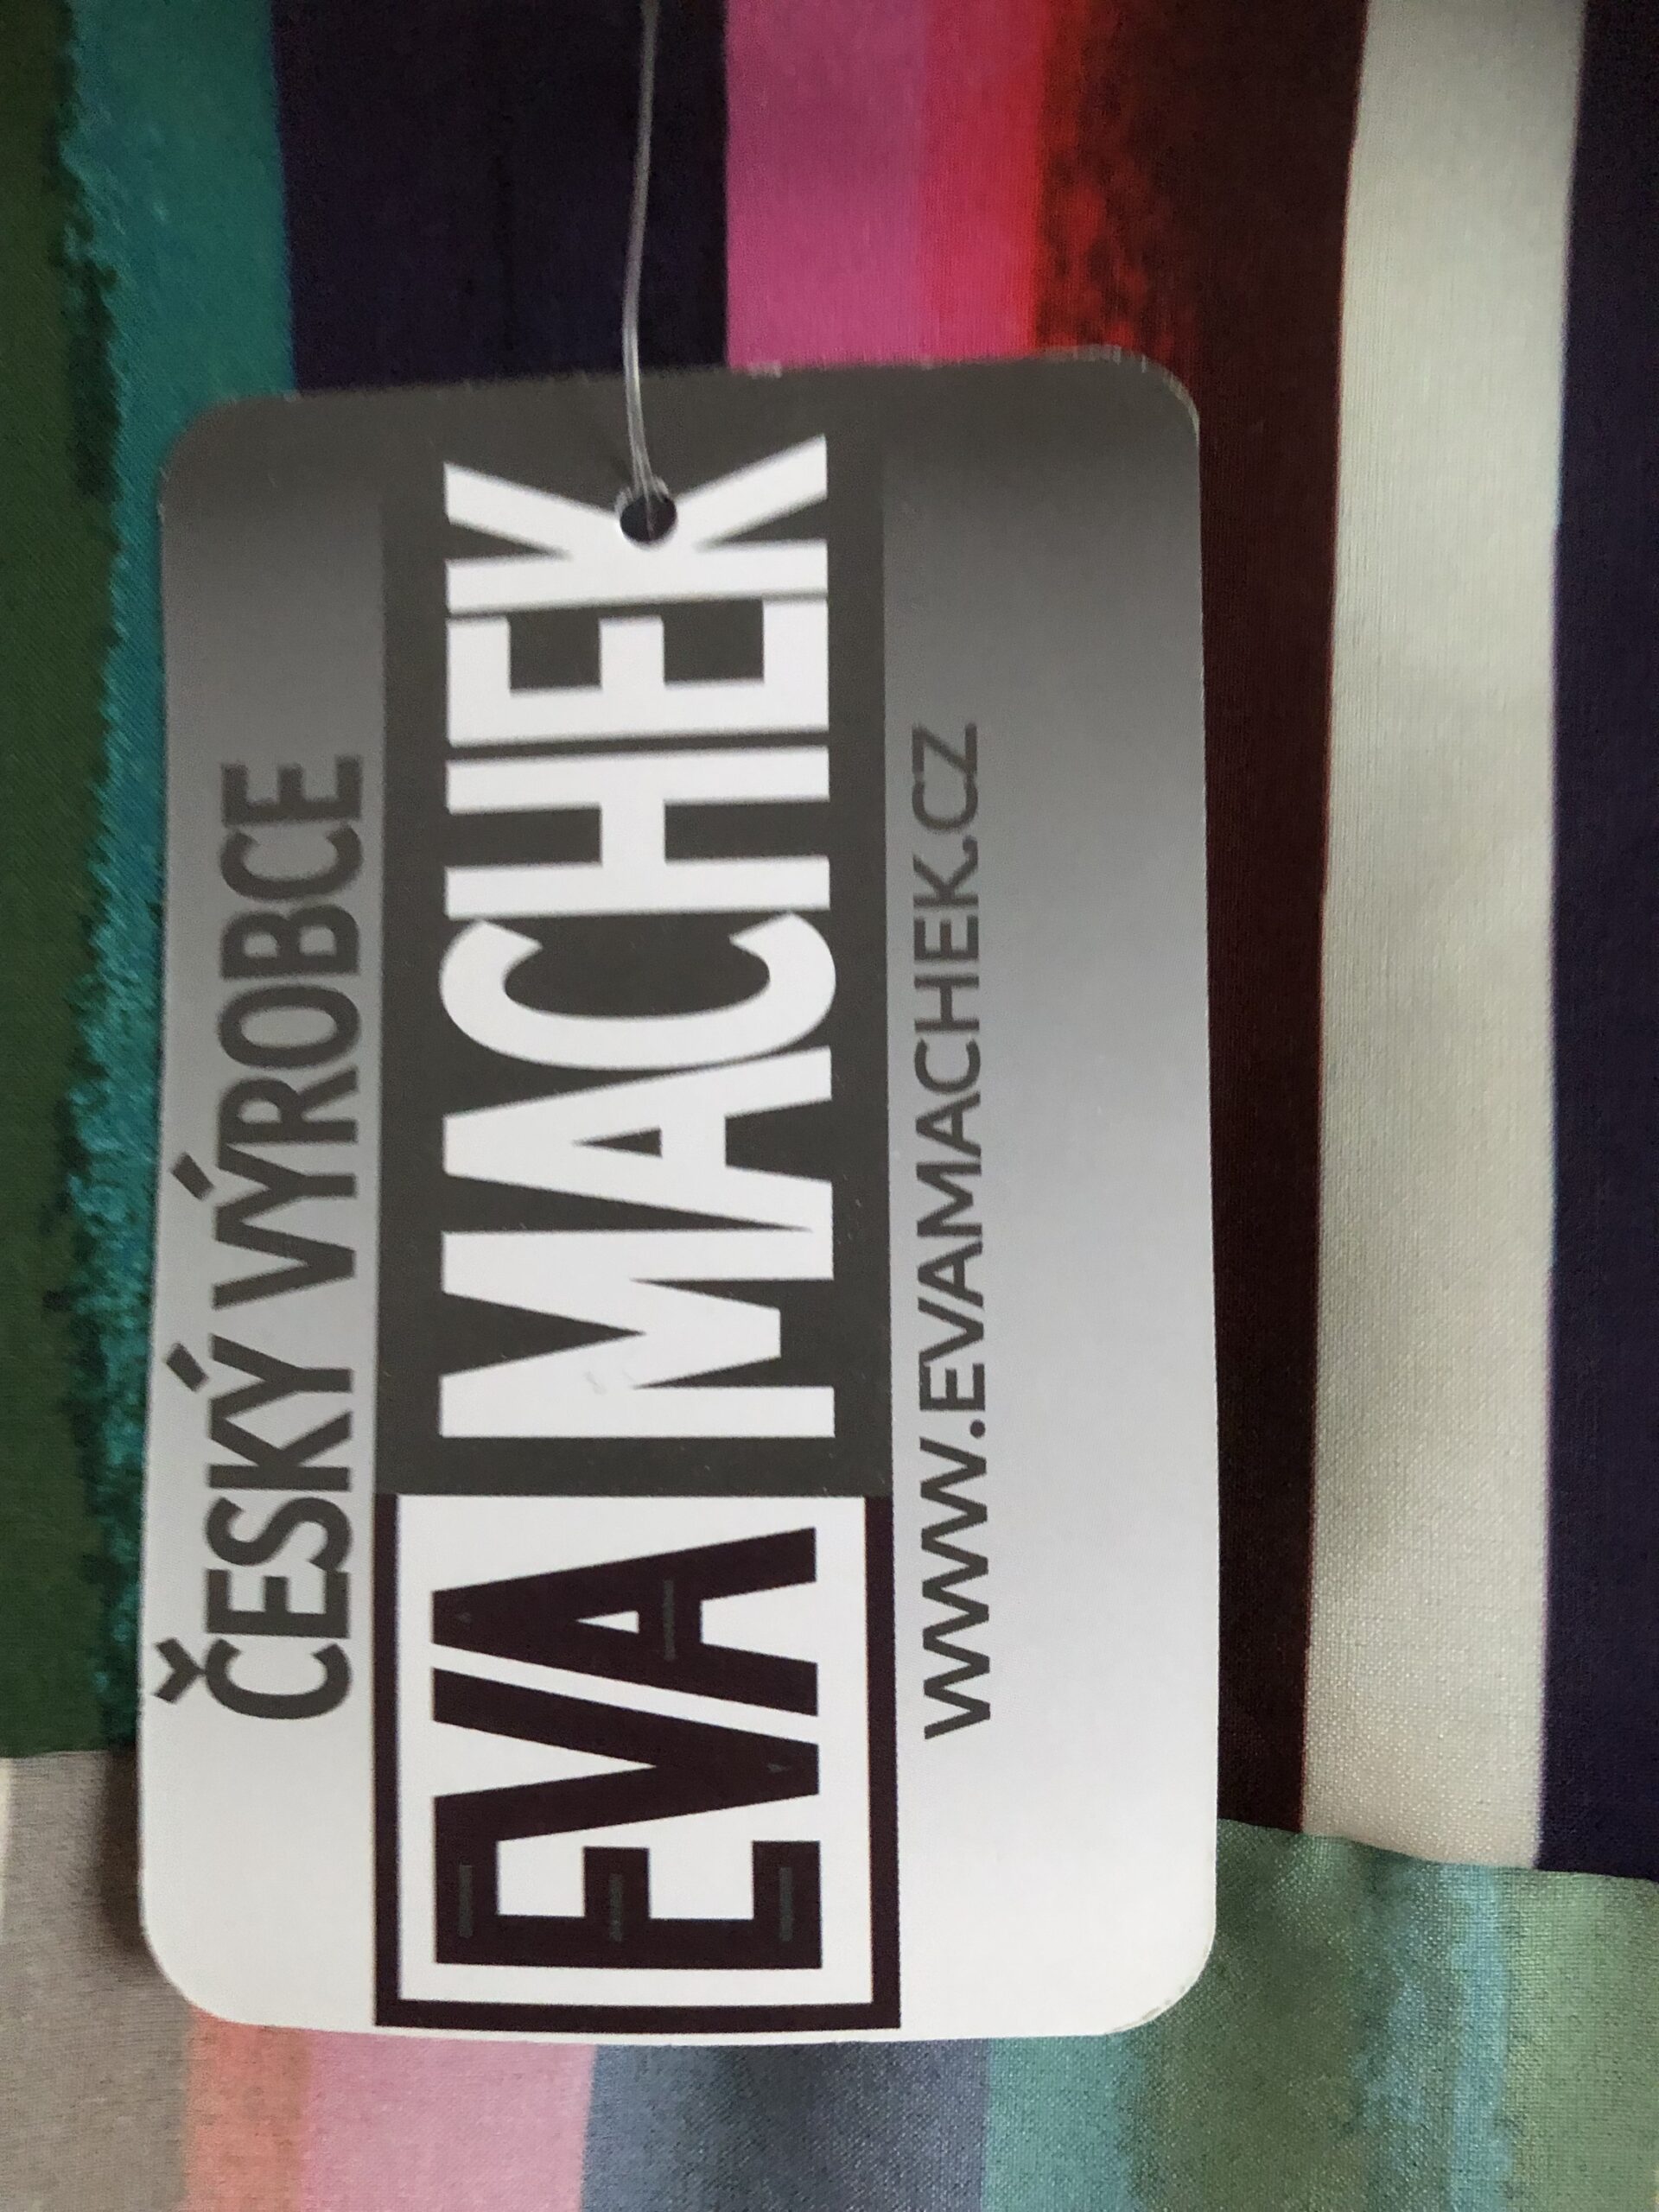 ČESKÝ VÝROBCE
EVA MACHEK
WWW.EVAMACHEK.CZ